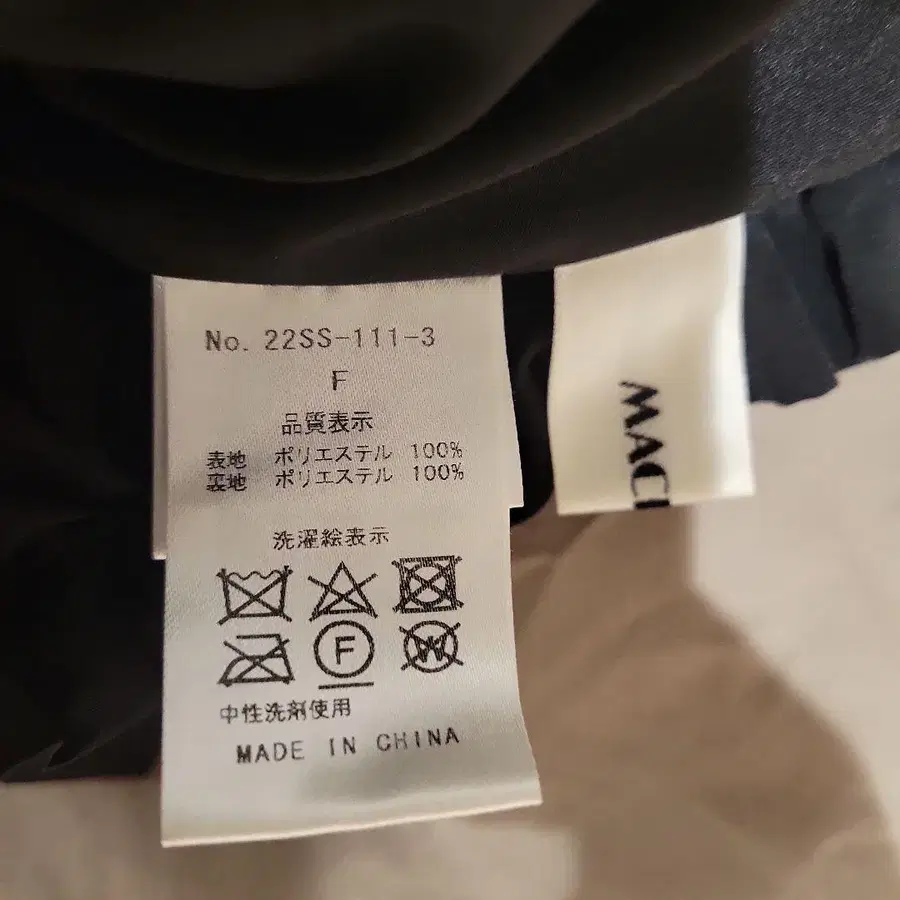 No. 22SS-111-3
F
品質表示
表地 ポリエステル 100%
裏地 ポリエステル 100%
洗濯絵表示
F
W
中性洗剤使用
MADE IN CHINA